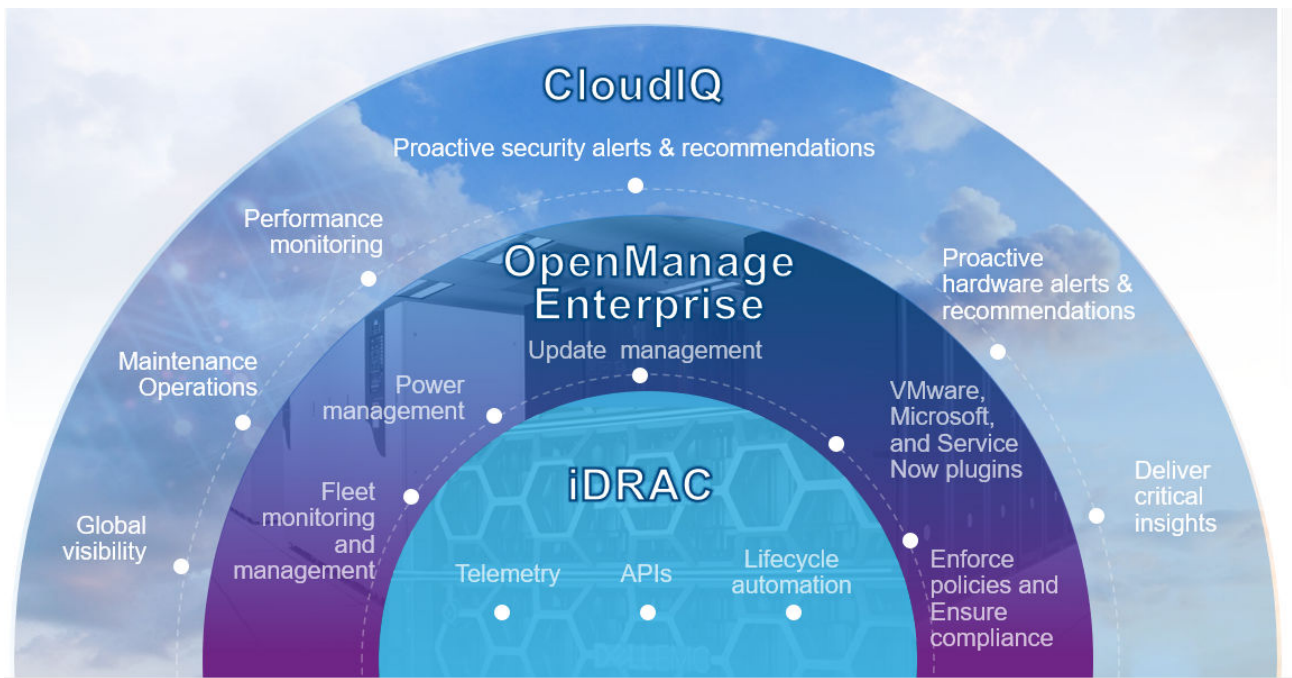 CloudIQ
Proactive security alerts & recommendations
Performance
monitoring
Maintenance
Operations
Global
visibility
Proactive
hardware alerts &
recommendations
Deliver
critical
insights
OpenManage
Enterprise
Update management
Power
management
Fleet
monitoring
and
management
VMware,
Microsoft,
and Service
Now plugins
Enforce
policies and
Ensure
compliance
iDRAC
Telemetry
APIs
Lifecycle
automation